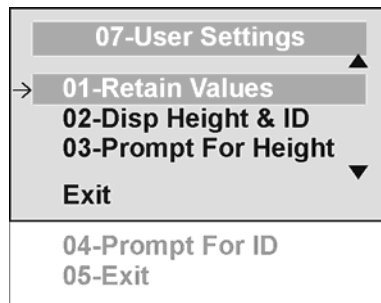 07-User Settings
01-Retain Values
02-Disp Height & ID
03-Prompt For Height
Exit
04-Prompt For ID
05-Exit